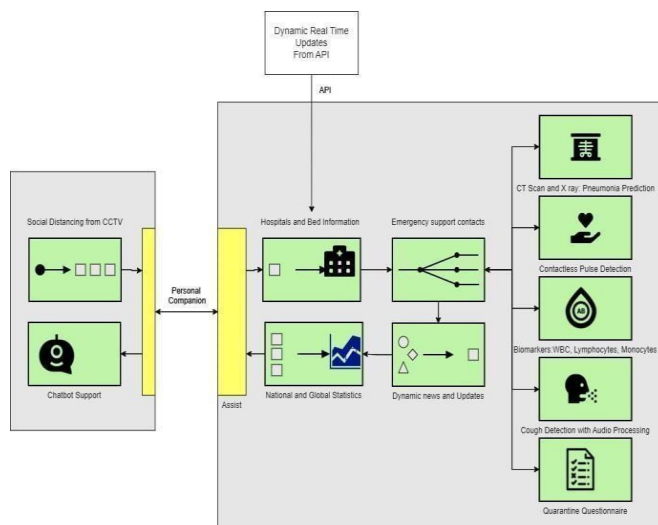 Dynamic Real Time
Updates
From API
API
CT Scan and X ray: Pneumonia Prediction
Social Distancing from CCTV
Hospitals and Bed Information
Emergency support contacts
Contactless Pulse Detection
Personal
Companion
AB
Biomarkers:WBC, Lymphocytes, Monocytes
Chatbot Support
Assist
National and Global Statistics
Dynamic news and Updates
Cough Detection with Audio Processing
Quarantine Questionnaire